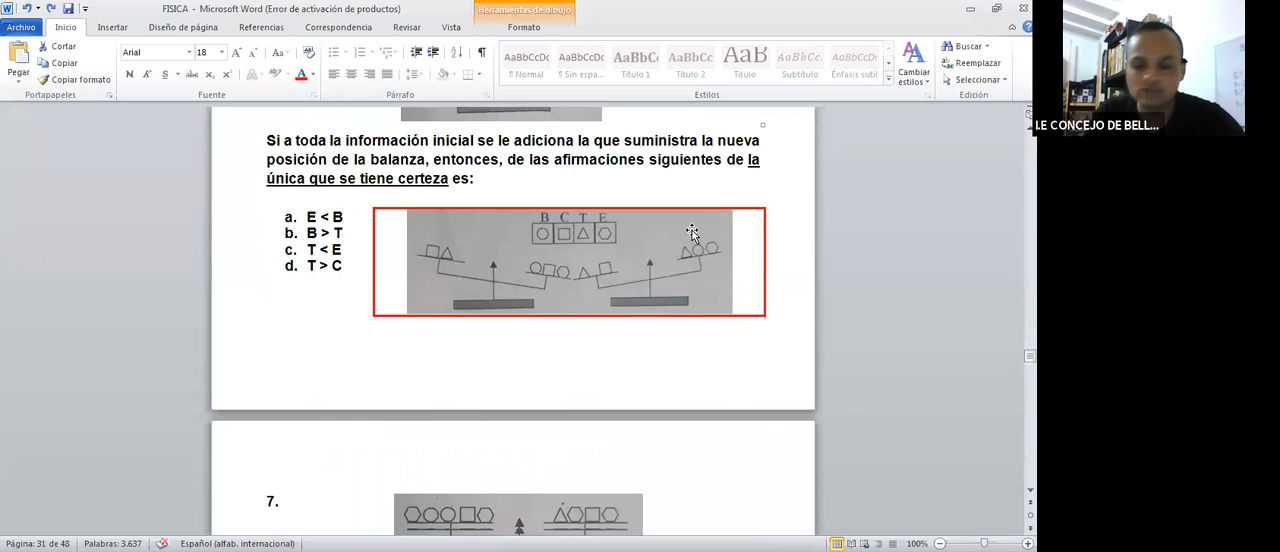 FISICA - Microsoft Word (Error de activación de productos)
Herramientas de dibujo
Archivo Inicio Insertar Diseño de página Referencias Correspondencia Revisar Vista Formato
Pegar
Cortar
Copiar
Copiar formato
Portapapeles
Arial 18
N K S abc x₂ x² A
Fuente
Párrafo
AaBbCcDc AaBbCcDc AaBbC AaBbCc AaB AaBbCc. AaBbCcDc
¶ Normal ¶ Sin espa... Título 1 Título 2 Título Subtítulo Énfasis sutil
Cambiar estilos
Estilos
Buscar
Reemplazar
Seleccionar
Edición
LE CONCEJO DE BELL...
Si a toda la información inicial se le adiciona la que suministra la nueva
posición de la balanza, entonces, de las afirmaciones siguientes de la
única que se tiene certeza es:
a. E < B
b. B > T
c. T < E
d. T > C
B C T E
7.
Página: 31 de 48 Palabras: 3.637 Español (alfab. internacional) 100%